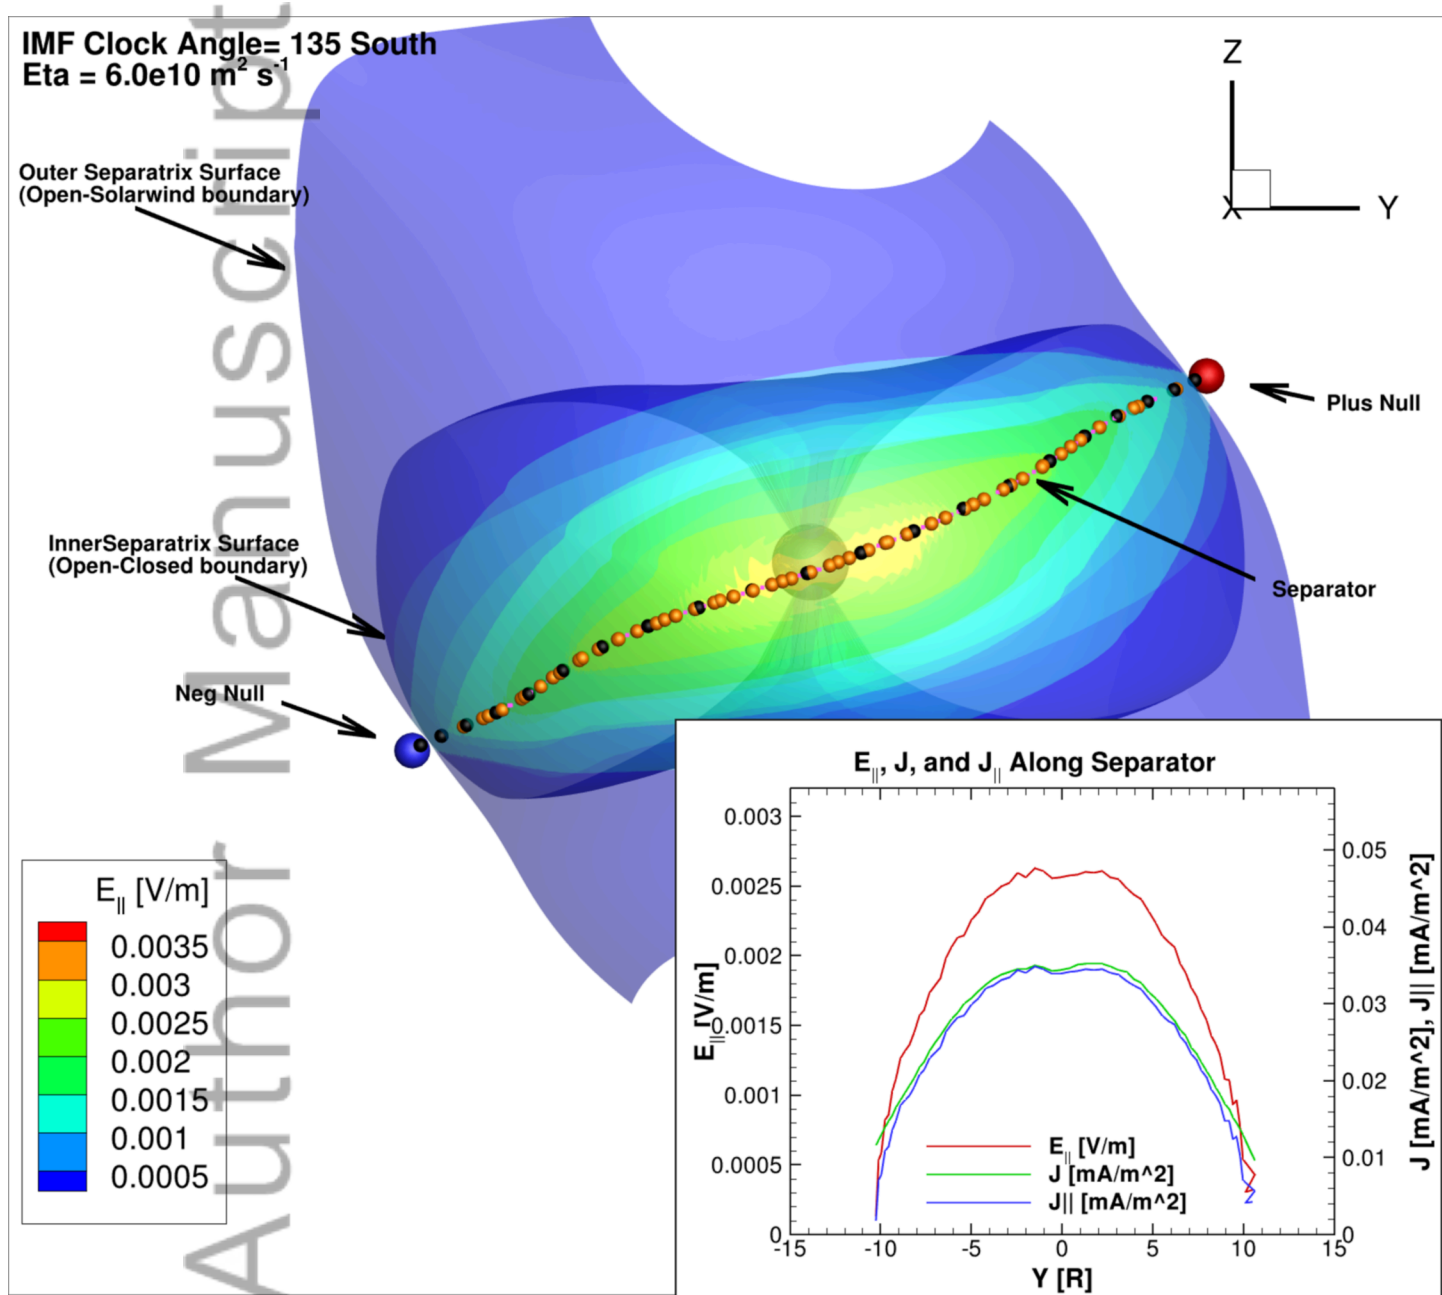 IMF Clock Angle= 135 South
Eta = 6.0e10 m² s⁻¹
Z
Y
X
Outer Separatrix Surface
(Open-Solarwind boundary)
Plus Null
InnerSeparatrix Surface
(Open-Closed boundary)
Separator
Neg Null
Author Manuscript
E|| [V/m]
0.0035
0.003
0.0025
0.002
0.0015
0.001
0.0005
E||, J, and J|| Along Separator
0.003
0.0025
0.002
0.0015
0.001
0.0005
0
E|| [V/m]
0.05
0.04
0.03
0.02
0.01
0
J [mA/m^2], J|| [mA/m^2]
E|| [V/m]
J [mA/m^2]
J|| [mA/m^2]
-15 -10 -5 0 5 10 15
Y [R]